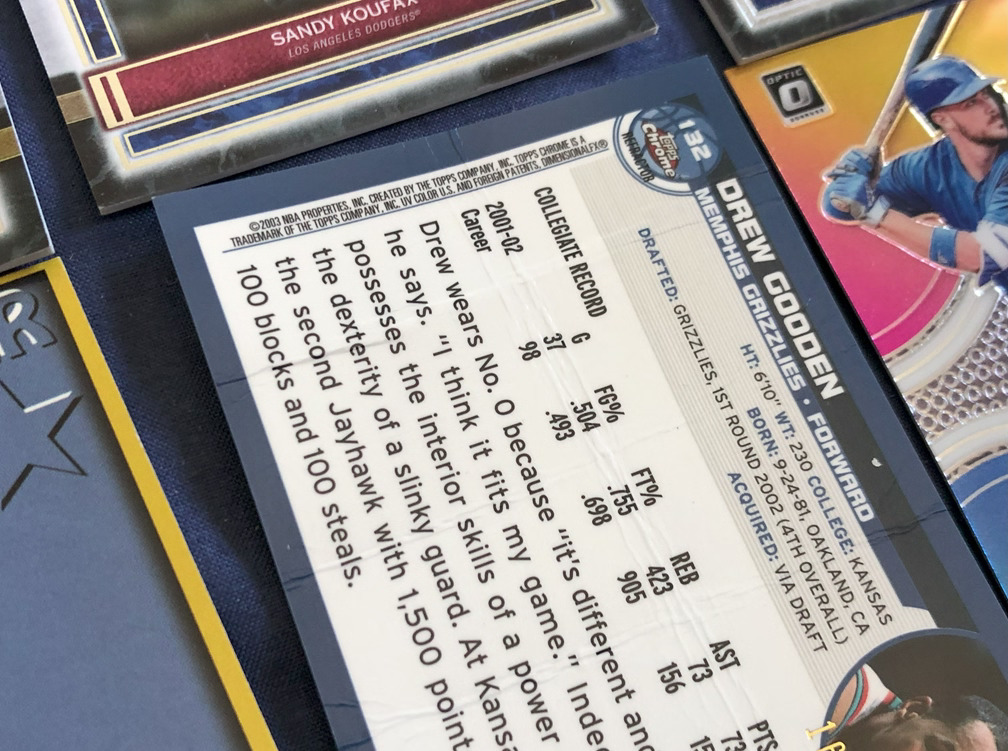 SANDY KOUFAX
LOS ANGELES DODGERS®
OPTIC
O
DONRUSS
132
Topps
Chrome
REFRACTOR
DREW GOODEN
MEMPHIS GRIZZLIES • FORWARD
HT: 6'10" WT: 230 COLLEGE: KANSAS
BORN: 9-24-81, OAKLAND, CA
DRAFTED: GRIZZLIES, 1ST ROUND 2002 (4TH OVERALL)
ACQUIRED: VIA DRAFT
COLLEGIATE RECORD G FG% FT% REB AST PTS
2001-02 37 .504 .755 423 73 73
Career 98 .493 .698 905 156 15
Drew wears No. 0 because "it's different and
he says. "I think it fits my game." Indee
possesses the interior skills of a power
the dexterity of a slinky guard. At Kansa
the second Jayhawk with 1,500 point
100 blocks and 100 steals.
©2003 NBA PROPERTIES, INC. CREATED BY THE TOPPS COMPANY, INC. TOPPS CHROME IS A
TRADEMARK OF THE TOPPS COMPANY, INC. UV COLOR U.S. AND FOREIGN PATENTS, DIMENSIONALFX®